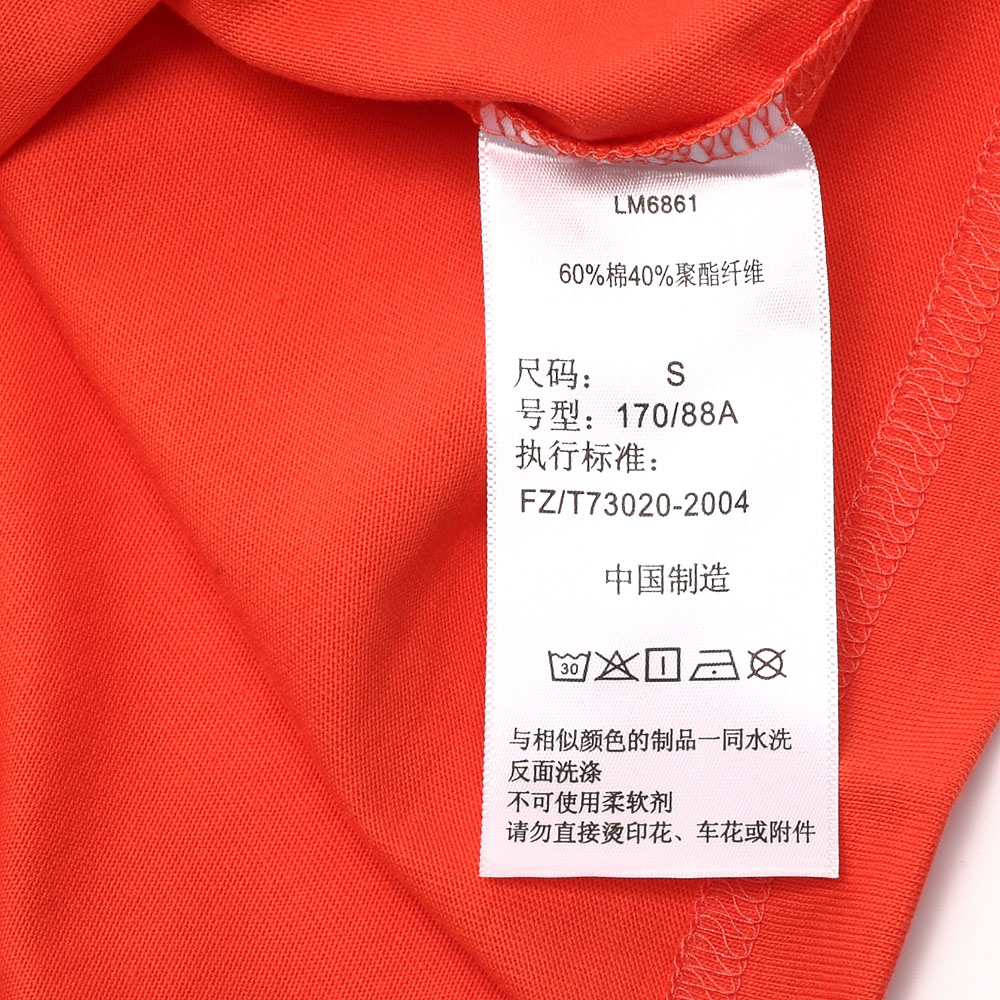 LM6861
60%棉40%聚酯纤维
尺码： S
号型：170/88A
执行标准：
FZ/T73020-2004
中国制造
30
与相似颜色的制品一同水洗
反面洗涤
不可使用柔软剂
请勿直接烫印花、车花或附件